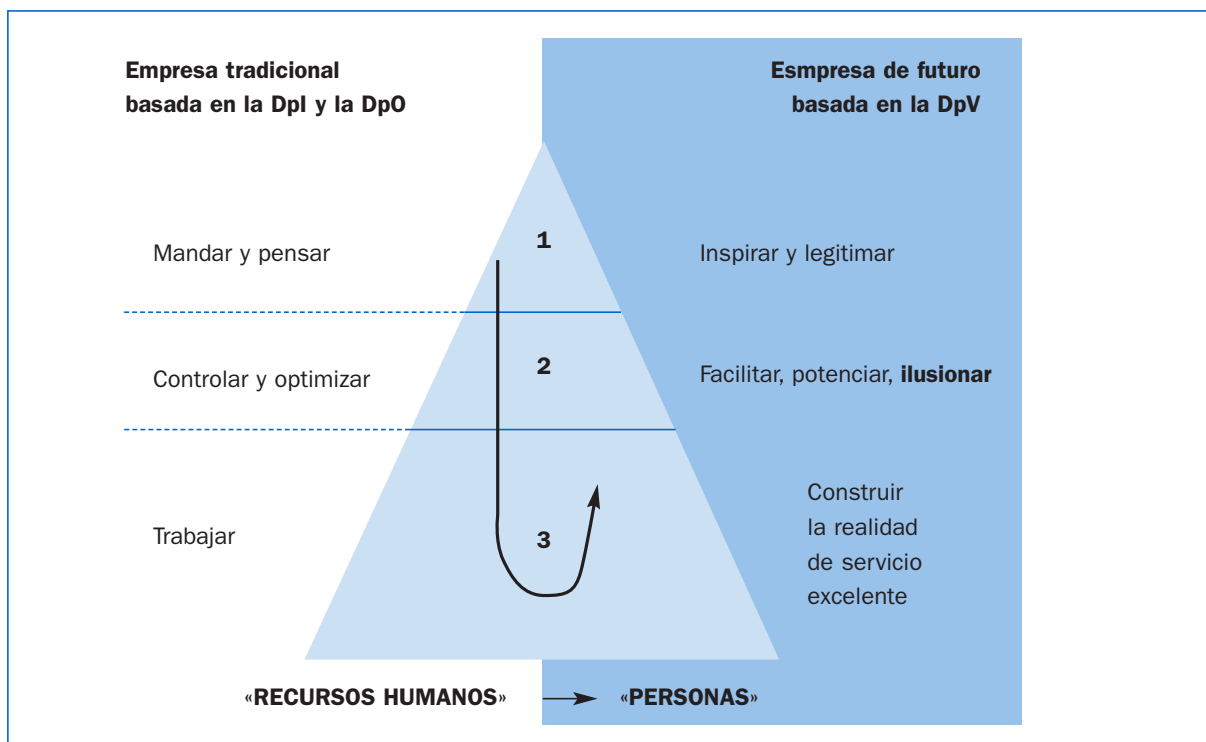 Empresa tradicional
basada en la DpI y la DpO
Esmpresa de futuro
basada en la DpV
Mandar y pensar
1
Inspirar y legitimar
Controlar y optimizar
2
Facilitar, potenciar, ilusionar
Trabajar
3
Construir
la realidad
de servicio
excelente
«RECURSOS HUMANOS»
«PERSONAS»